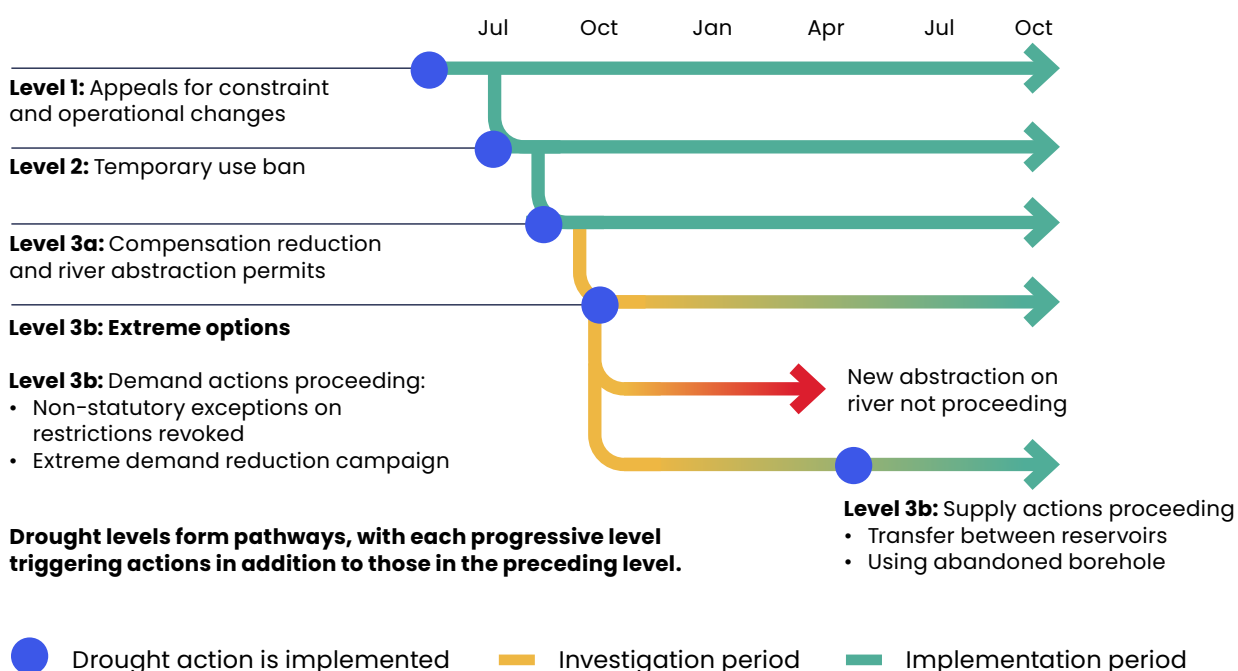 Jul Oct Jan Apr Jul Oct
Level 1: Appeals for constraint
and operational changes
Level 2: Temporary use ban
Level 3a: Compensation reduction
and river abstraction permits
Level 3b: Extreme options
Level 3b: Demand actions proceeding:
• Non-statutory exceptions on
restrictions revoked
• Extreme demand reduction campaign
New abstraction on
river not proceeding
Level 3b: Supply actions proceeding
• Transfer between reservoirs
• Using abandoned borehole
Drought levels form pathways, with each progressive level
triggering actions in addition to those in the preceding level.
Drought action is implemented
Investigation period
Implementation period